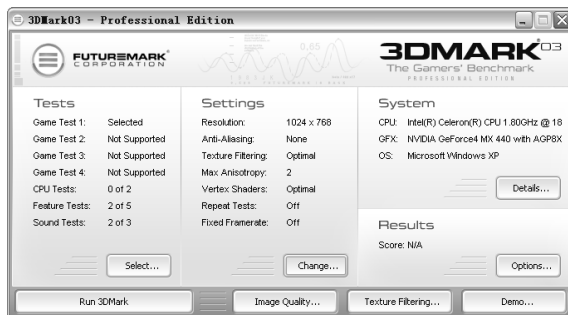 3DMark03 - Professional Edition
FUTUREMARK
CORPORATION
0,65
3DMARK03
The Gamers' Benchmark
PROFESSIONAL EDITION
Tests
Game Test 1: Selected
Game Test 2: Not Supported
Game Test 3: Not Supported
Game Test 4: Not Supported
CPU Tests: 0 of 2
Feature Tests: 2 of 5
Sound Tests: 2 of 3
Select...
Settings
Resolution: 1024 x 768
Anti-Aliasing: None
Texture Filtering: Optimal
Max Anisotropy: 2
Vertex Shaders: Optimal
Repeat Tests: Off
Fixed Framerate: Off
Change...
System
CPU: Intel(R) Celeron(R) CPU 1.80GHz @ 18
GFX: NVIDIA GeForce4 MX 440 with AGP8X
OS: Microsoft Windows XP
Details...
Results
Score: N/A
Options...
Run 3DMark
Image Quality...
Texture Filtering...
Demo...